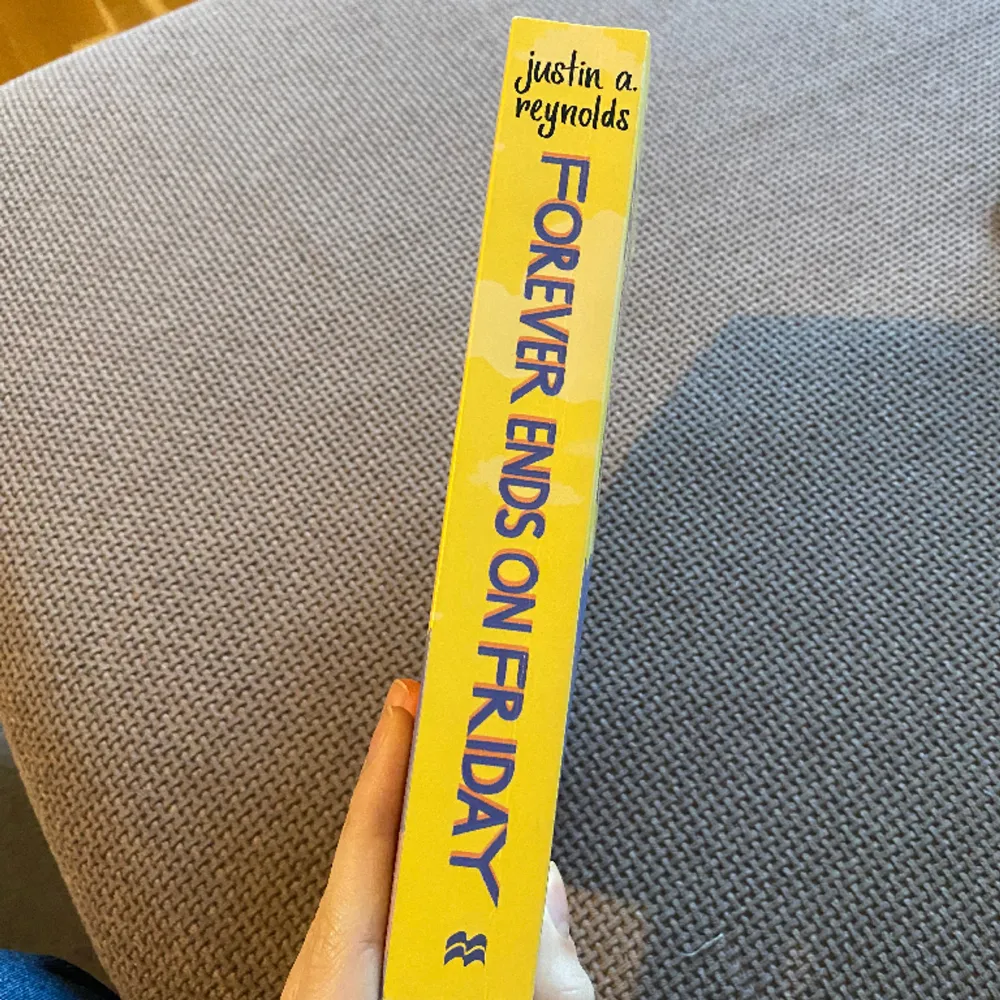 justin a.
reynolds
FOREVER ENDS ON FRIDAY